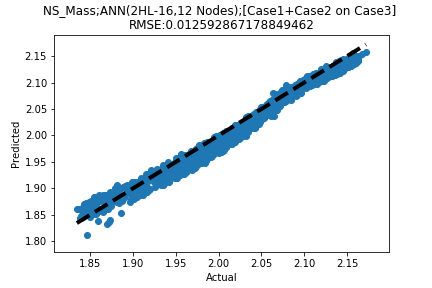 NS_Mass;ANN(2HL-16,12 Nodes);[Case1+Case2 on Case3]
RMSE:0.012592867178849462
2.15
2.10
2.05
2.00
1.95
1.90
1.85
1.80
Predicted
1.85 1.90 1.95 2.00 2.05 2.10 2.15
Actual